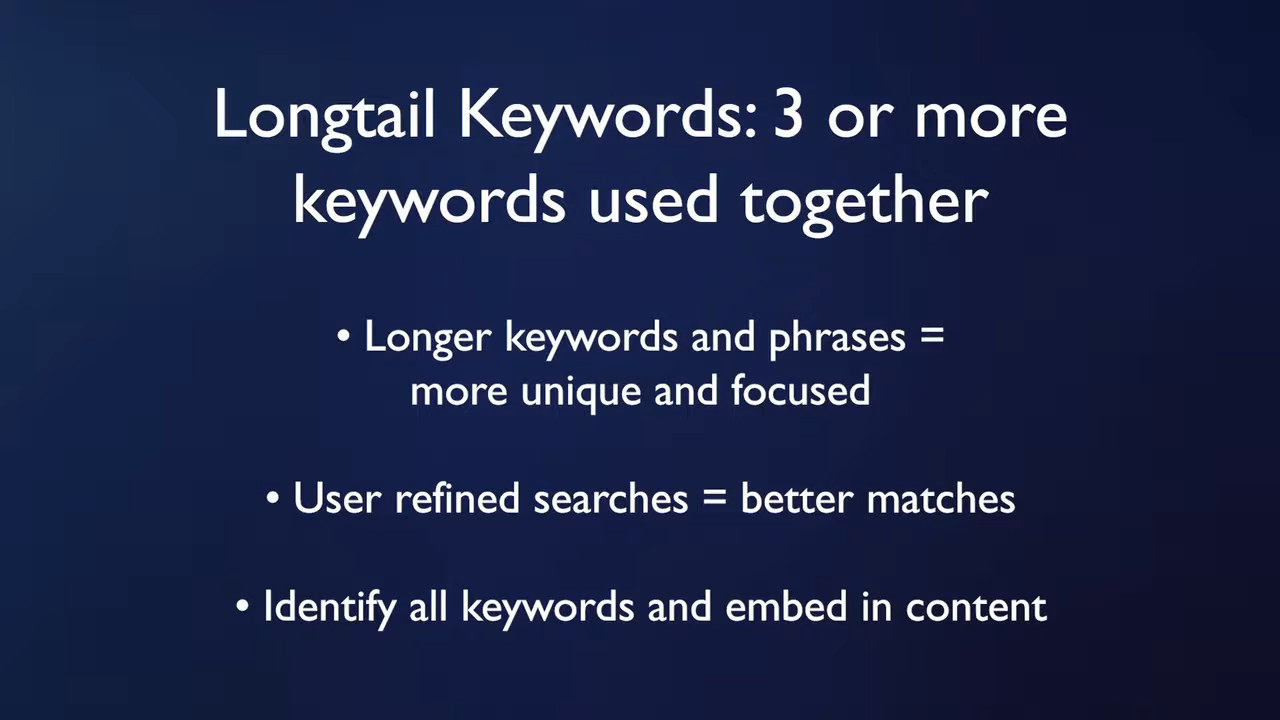 Longtail Keywords: 3 or more
keywords used together
• Longer keywords and phrases =
more unique and focused
• User refined searches = better matches
• Identify all keywords and embed in content